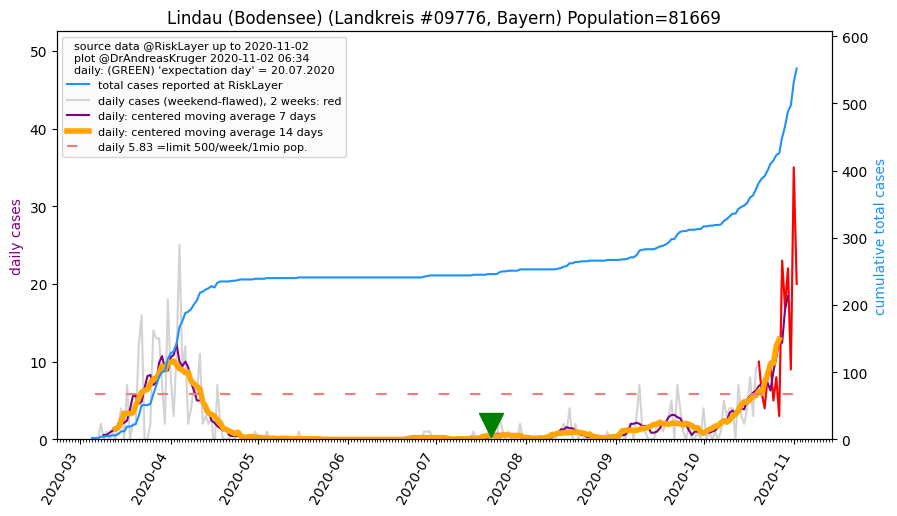 Lindau (Bodensee) (Landkreis #09776, Bayern) Population=81669
source data @RiskLayer up to 2020-11-02
plot @DrAndreasKruger 2020-11-02 06:34
daily: (GREEN) 'expectation day' = 20.07.2020
total cases reported at RiskLayer
daily cases (weekend-flawed), 2 weeks: red
daily: centered moving average 7 days
daily: centered moving average 14 days
daily 5.83 =limit 500/week/1mio pop.
daily cases
50
40
30
20
10
0
cumulative total cases
600
500
400
300
200
100
0
2020-03
2020-04
2020-05
2020-06
2020-07
2020-08
2020-09
2020-10
2020-11